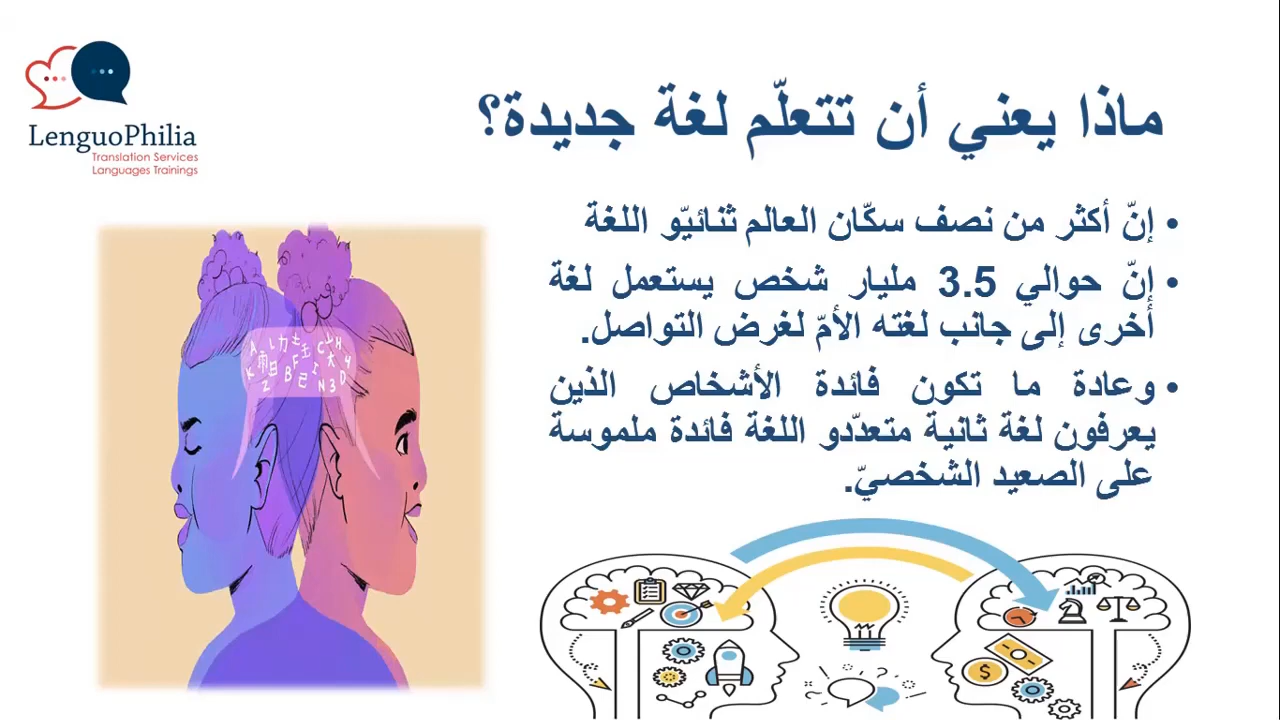 LenguoPhilia
Translation Services
Languages Trainings
ماذا يعني أن تتعلّم لغة جديدة؟
• إنّ أكثر من نصف سكّان العالم ثنائيّو اللغة
• إنّ حوالي 3.5 مليار شخص يستعمل لغة
أخرى إلى جانب لغته الأمّ لغرض التواصل.
• وعادة ما تكون فائدة الأشخاص الذين
يعرفون لغة ثانية متعدّدو اللغة فائدة ملموسة
على الصعيد الشخصيّ.